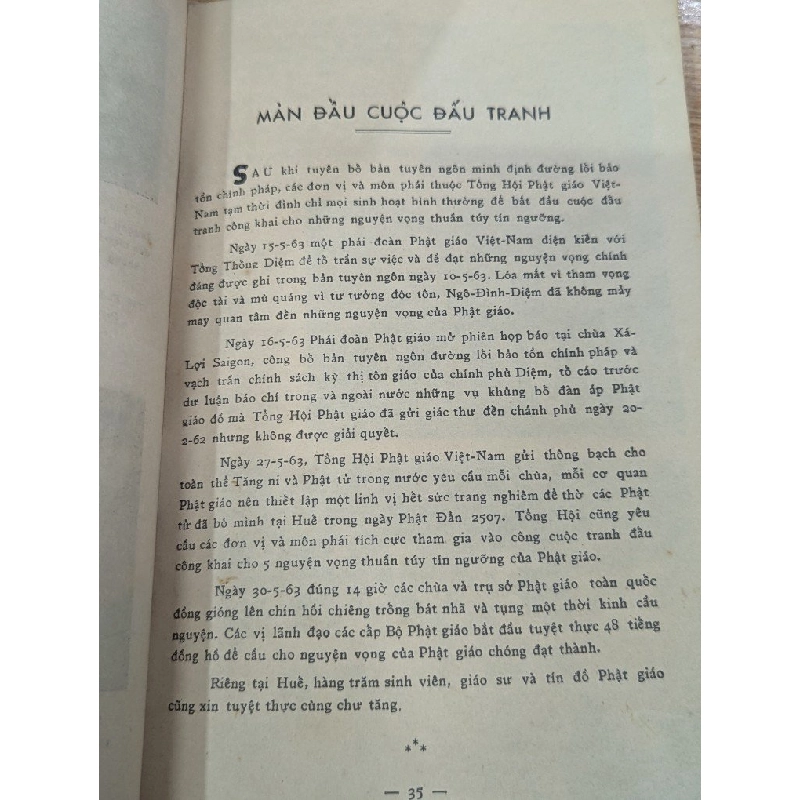 MÀN ĐẦU CUỘC ĐẤU TRANH
SAU khi tuyên bố bản tuyên ngôn minh định đường lối bảo
tồn chính pháp, các đơn vị và môn phái thuộc Tổng Hội Phật giáo Việt-
Nam tạm thời đình chỉ mọi sinh hoạt bình thường để bắt đầu cuộc đấu
tranh công khai cho những nguyện vọng thuần túy tín ngưỡng.
Ngày 15-5-63 một phái đoàn Phật giáo Việt-Nam diện kiến với
Tổng Thống Diệm để tỏ trần sự việc và để đạt những nguyện vọng chính
đáng được ghi trong bản tuyên ngôn ngày 10-5-63. Lóa mắt vì tham vọng
độc tài và mù quáng vì tư tưởng độc tôn, Ngô-Đình-Diệm đã không mảy
may quan tâm đến những nguyện vọng của Phật giáo.
Ngày 16-5-63 Phái đoàn Phật giáo mở phiên họp báo tại chùa Xá-
Lợi Saigon, công bố bản tuyên ngôn đường lối bảo tồn chính pháp và
vạch trần chính sách kỳ thị tôn giáo của chính phủ Diệm, tố cáo trước
dư luận báo chí trong và ngoài nước những vụ khủng bố đàn áp Phật
giáo đó mà Tổng Hội Phật giáo đã gửi giác thư đến chánh phủ ngày 20-
2-62 nhưng không được giải quyết.
Ngày 27-5-63, Tổng Hội Phật giáo Việt-Nam gửi thông bạch cho
toàn thể Tăng ni và Phật tử trong nước yêu cầu mỗi chùa, mỗi cơ quan
Phật giáo nên thiết lập một linh vị hết sức trang nghiêm để thờ các Phật
tử đã bỏ mình tại Huế trong ngày Phật Đản 2507. Tổng Hội cũng yêu
cầu các đơn vị và môn phái tích cực tham gia vào công cuộc tranh đấu
công khai cho 5 nguyện vọng thuần túy tín ngưỡng của Phật giáo.
Ngày 30-5-63 đúng 14 giờ các chùa và trụ sở Phật giáo toàn quốc
đồng gióng lên chín hồi chiêng trống bát nhã và tụng một thời kinh cầu
nguyện. Các vị lãnh đạo các cấp Bộ Phật giáo bắt đầu tuyệt thực 48 tiếng
đồng hồ để cầu cho nguyện vọng của Phật giáo chóng đạt thành.
Riêng tại Huế, hàng trăm sinh viên, giáo sư và tín đồ Phật giáo
cũng xin tuyệt thực cùng chư tăng.
***
— 35 —